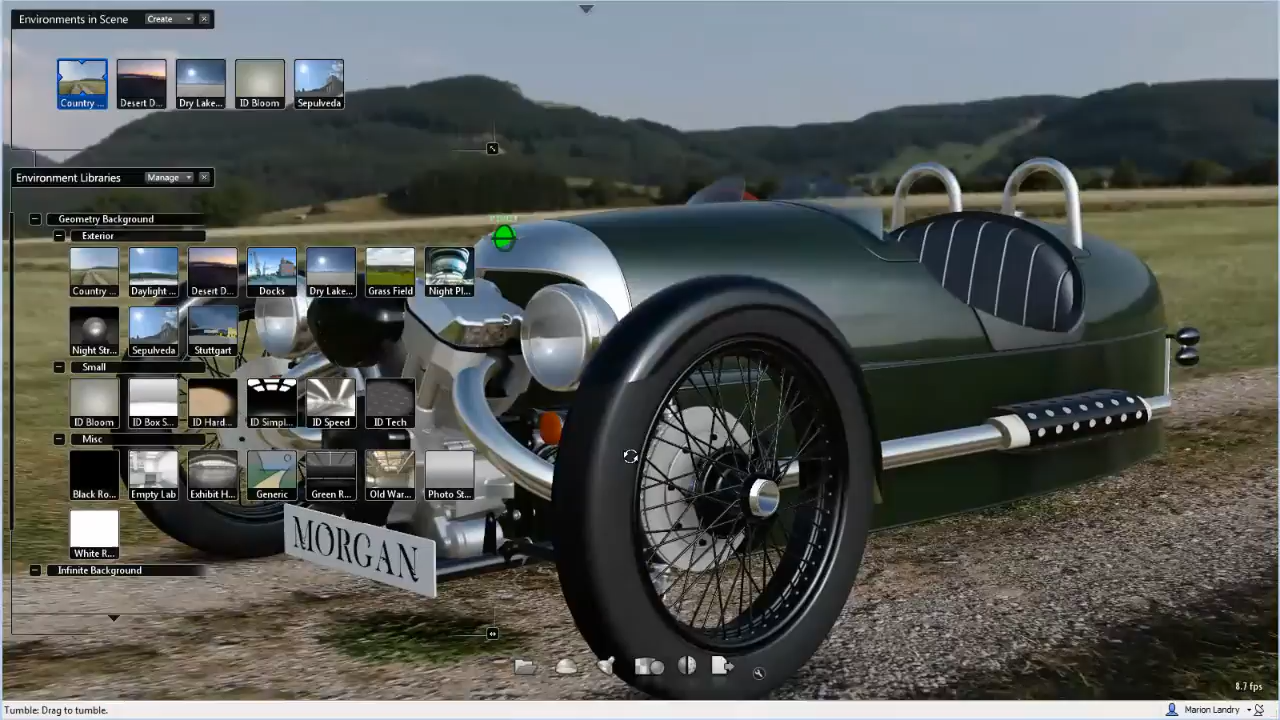 Environments in Scene Create
Country ... Desert D... Dry Lake... ID Bloom Sepulveda
Environment Libraries Manage
Geometry Background
Exterior
Country ... Daylight ... Desert D... Docks Dry Lake... Grass Field Night Pl...
Night Str... Sepulveda Stuttgart
Small
ID Bloom ID Box S... ID Hard... ID Simpl... ID Speed ID Tech
Misc
Black Ro... Empty Lab Exhibit H... Generic Green R... Old War... Photo St...
MORGAN
White R...
Infinite Background
8.7 fps
Tumble: Drag to tumble. Marion Landry